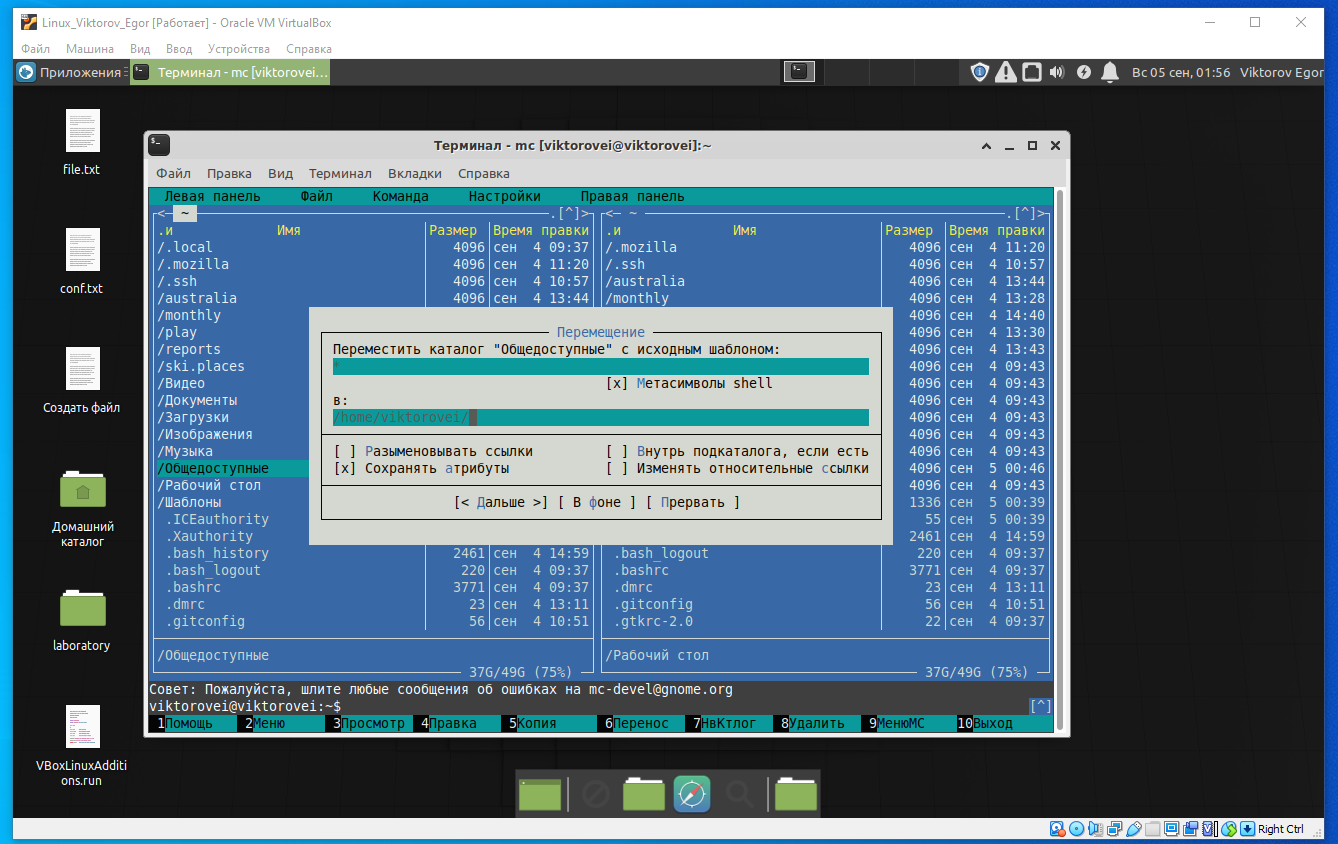 Linux_Viktorov_Egor [Работает] - Oracle VM VirtualBox
Файл Машина Вид Ввод Устройства Справка
Приложения Терминал - mc [viktorovei... Вс 05 сен, 01:56 Viktorov Egor
file.txt
conf.txt
Создать файл
Домашний
каталог
laboratory
VBoxLinuxAdditi
ons.run
Терминал - mc [viktorovei@viktorovei]:~
Файл Правка Вид Терминал Вкладки Справка
Левая панель Файл Команда Настройки Правая панель
<─ ~ .[^]> <─ ~ .[^]>
.и Имя Размер Время правки .и Имя Размер Время правки
/.local 4096 сен 4 09:37 /.mozilla 4096 сен 4 11:20
/.mozilla 4096 сен 4 11:20 /.ssh 4096 сен 4 10:57
/.ssh 4096 сен 4 10:57 /australia 4096 сен 4 13:44
/australia 4096 сен 4 13:44 /monthly 4096 сен 4 13:28
/monthly 4096 сен 4 14:40
/play 4096 сен 4 13:30
/reports 4096 сен 4 13:43
/ski.places 4096 сен 4 09:43
/Видео 4096 сен 4 09:43
/Документы 4096 сен 4 09:43
/Загрузки 4096 сен 4 09:43
/Изображения 4096 сен 4 09:43
/Музыка 4096 сен 4 09:43
/Общедоступные 4096 сен 5 00:46
/Рабочий стол 4096 сен 4 09:43
/Шаблоны 1336 сен 5 00:39
.ICEauthority 55 сен 5 00:39
.Xauthority 2461 сен 4 14:59
.bash_history 2461 сен 4 14:59 .bash_logout 220 сен 4 09:37
.bash_logout 220 сен 4 09:37 .bashrc 3771 сен 4 09:37
.bashrc 3771 сен 4 09:37 .dmrc 23 сен 4 13:11
.dmrc 23 сен 4 13:11 .gitconfig 56 сен 4 10:51
.gitconfig 56 сен 4 10:51 .gtkrc-2.0 22 сен 4 09:37
/Общедоступные /Рабочий стол
37G/49G (75%) 37G/49G (75%)
Перемещение
Переместить каталог "Общедоступные" с исходным шаблоном:
*
[x] Метасимволы shell
в:
/home/viktorovei/
[ ] Разыменовывать ссылки [ ] Внутрь подкаталога, если есть
[x] Сохранять атрибуты [ ] Изменять относительные ссылки
[< Дальше >] [ В фоне ] [ Прервать ]
Совет: Пожалуйста, шлите любые сообщения об ошибках на mc-devel@gnome.org
viktorovei@viktorovei:~$ [^]
1Помощь 2Меню 3Просмотр 4Правка 5Копия 6Перенос 7НвКтлог 8Удалить 9МенюМС 10Выход
Right Ctrl